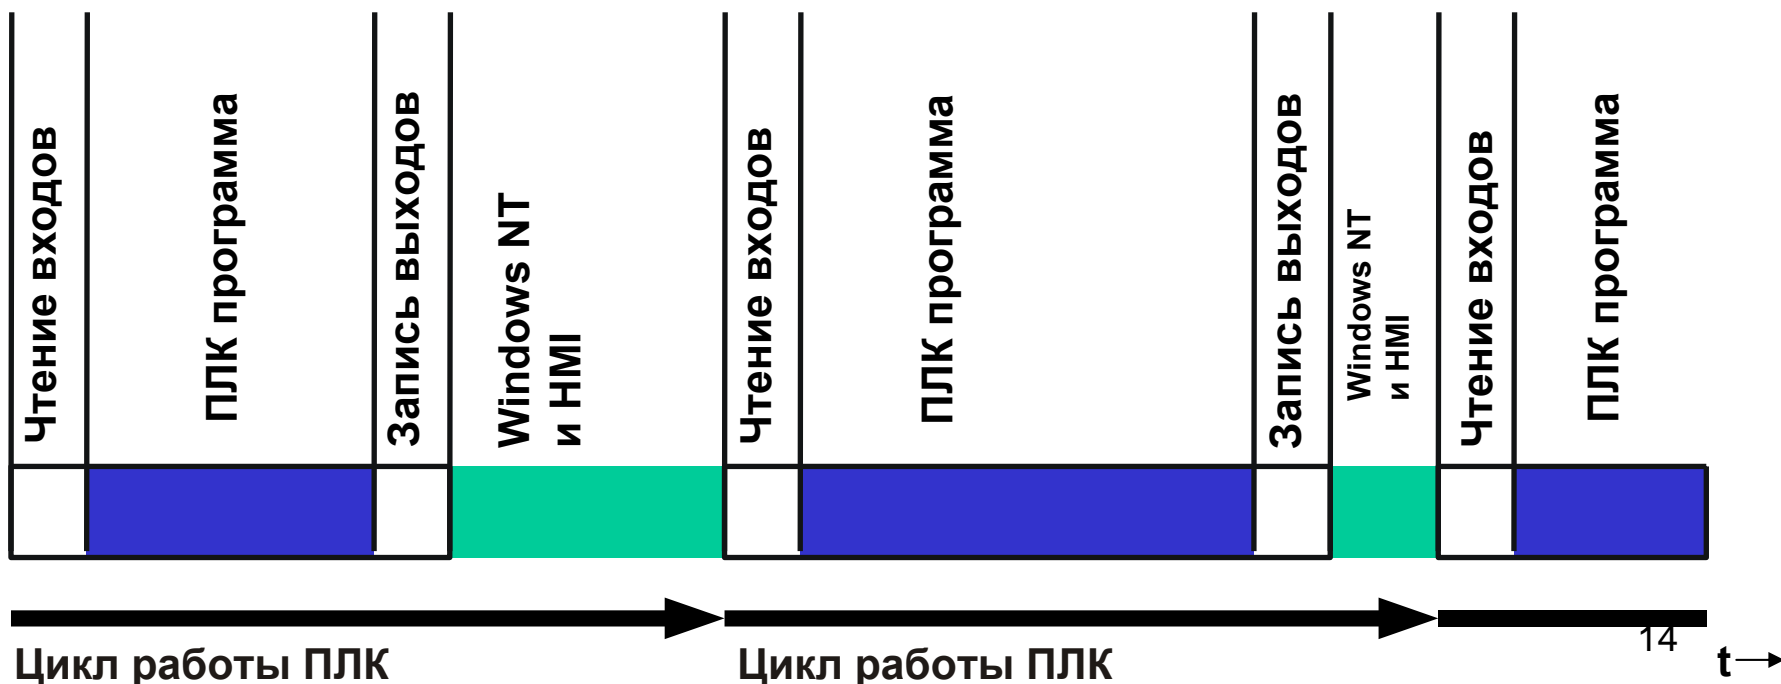 Чтение входов
ПЛК программа
Запись выходов
Windows NT
и HMI
Чтение входов
ПЛК программа
Запись выходов
Windows NT
и HMI
Чтение входов
ПЛК программа
Цикл работы ПЛК
Цикл работы ПЛК
14
t